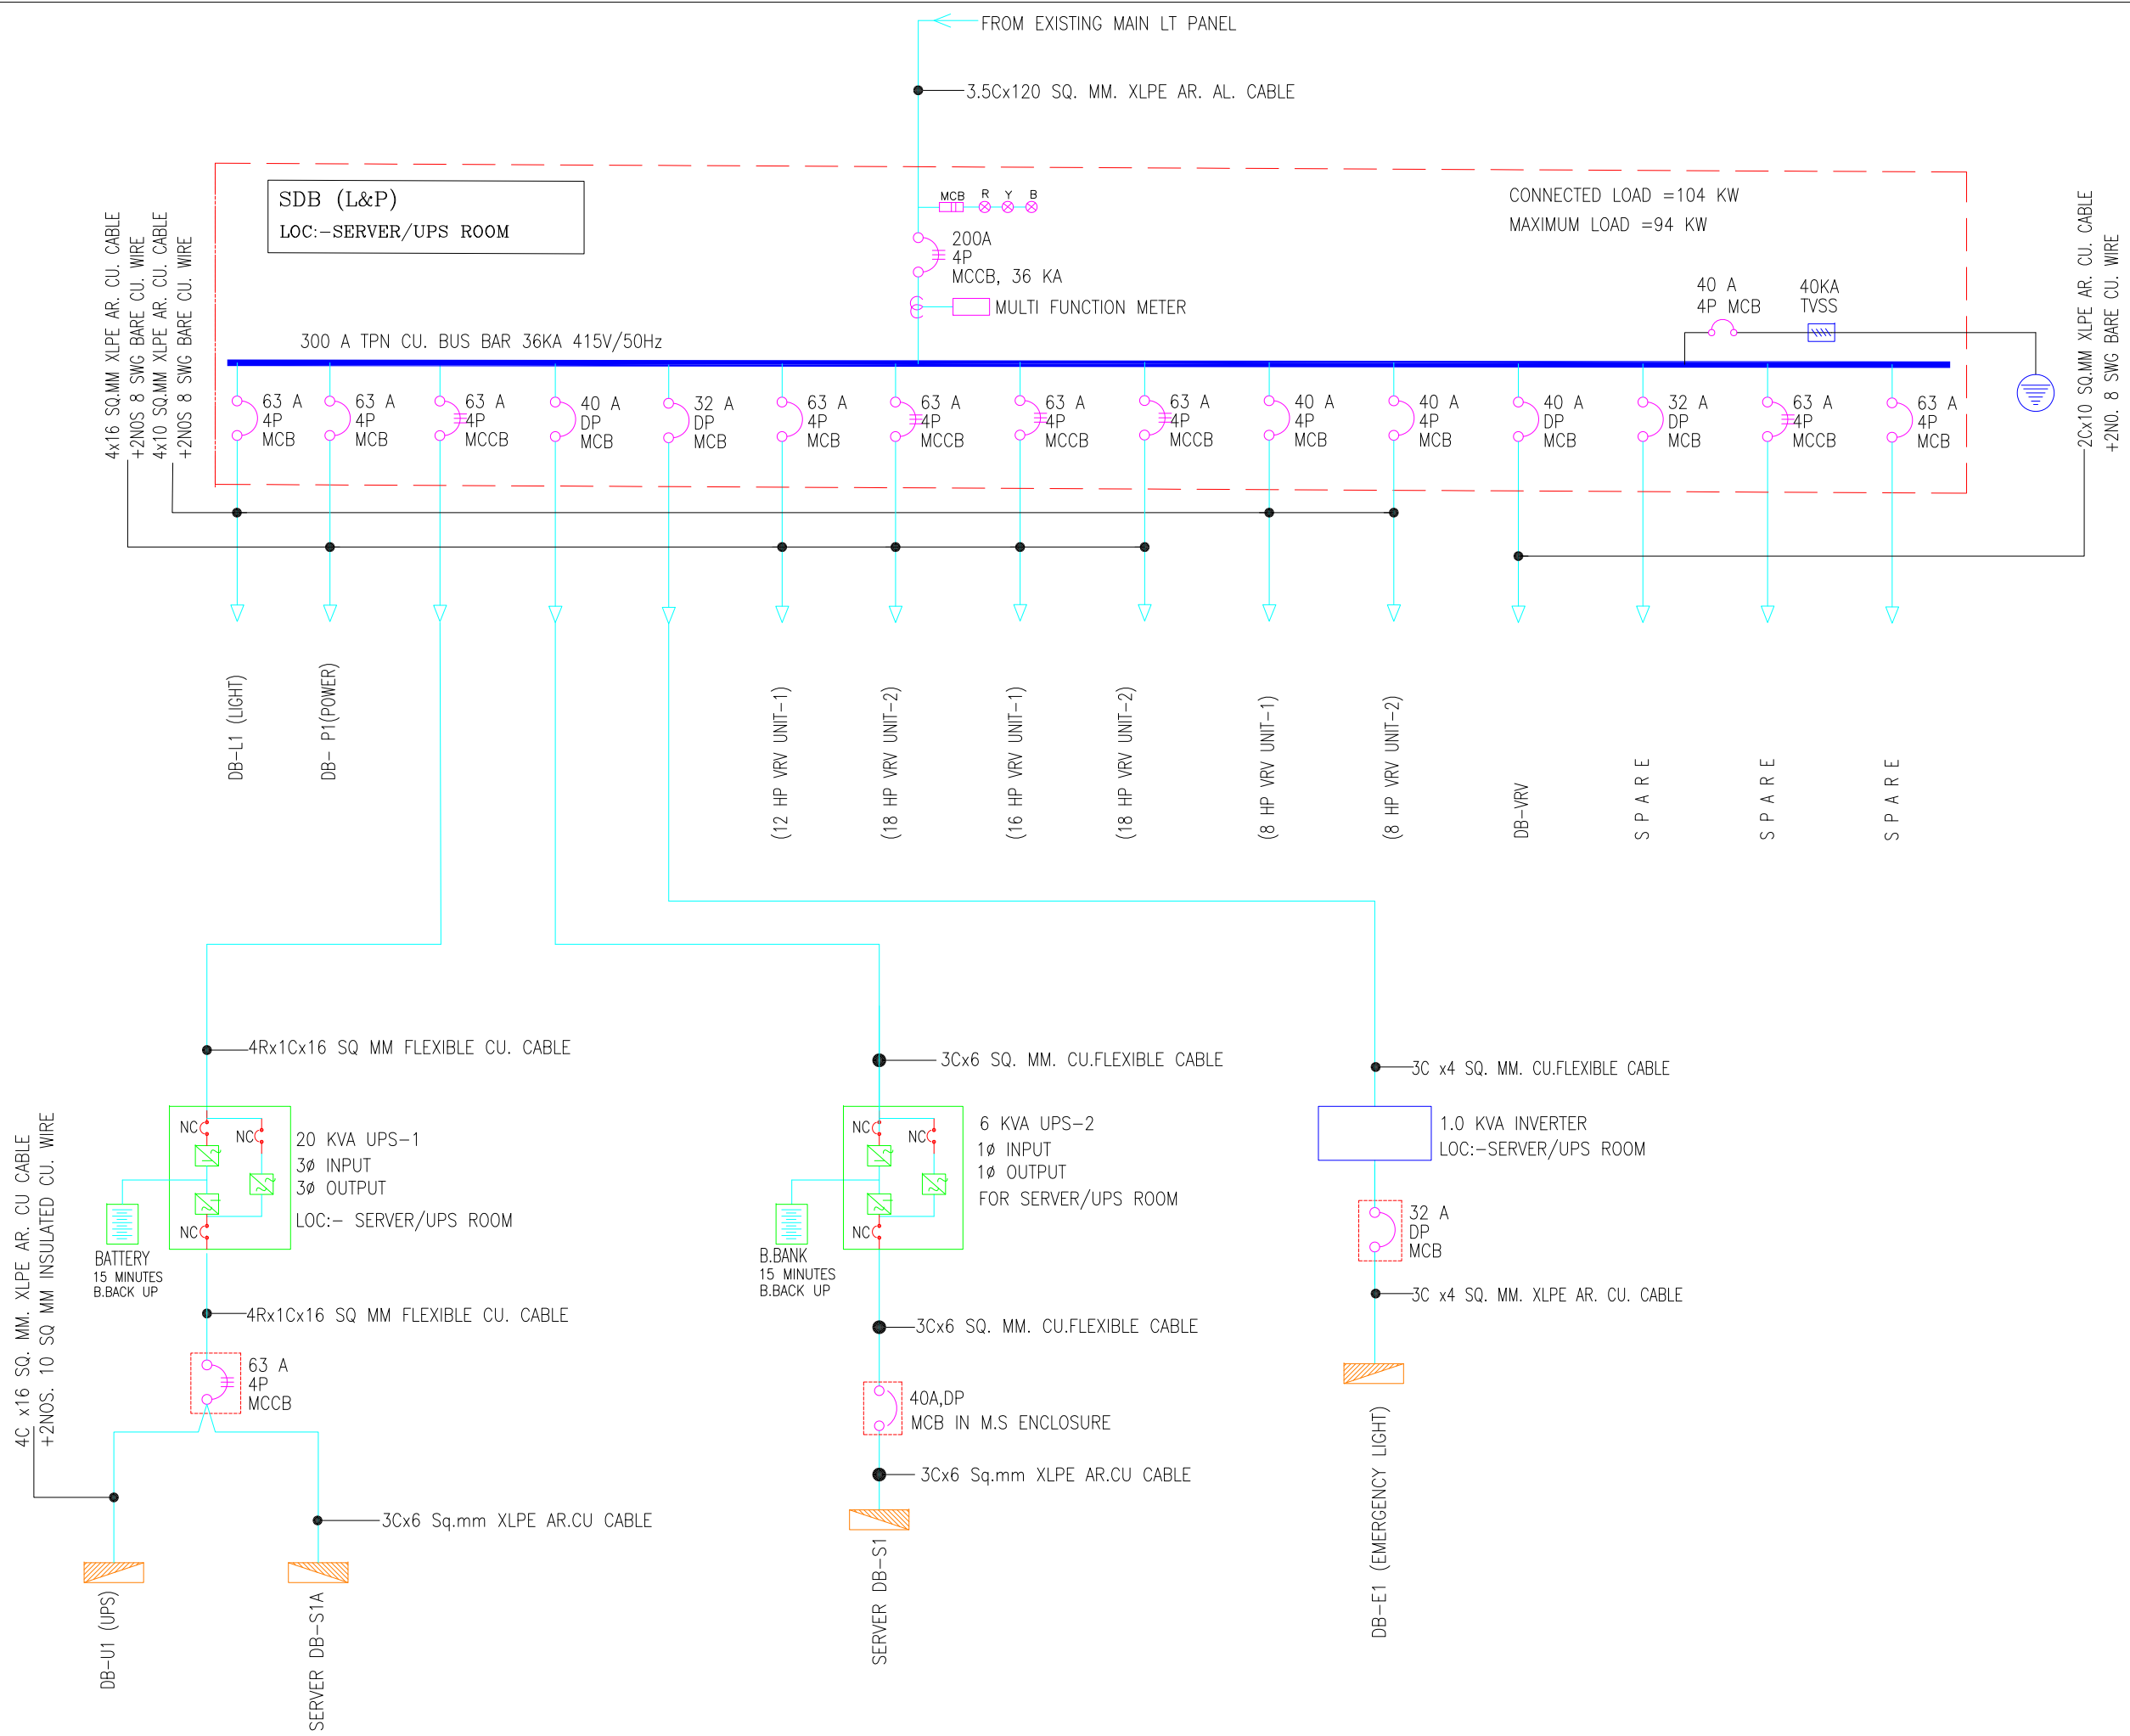 FROM EXISTING MAIN LT PANEL
3.5Cx120 SQ. MM. XLPE AR. AL. CABLE
SDB (L&P)
LOC:-SERVER/UPS ROOM
MCB R Y B
200A
4P
MCCB, 36 KA
MULTI FUNCTION METER
CONNECTED LOAD =104 KW
MAXIMUM LOAD =94 KW
40 A
4P MCB
40KA
TVSS
300 A TPN CU. BUS BAR 36KA 415V/50Hz
4x16 SQ.MM XLPE AR. CU. CABLE
+2NOS 8 SWG BARE CU. WIRE
4x10 SQ.MM XLPE AR. CU. CABLE
+2NOS 8 SWG BARE CU. WIRE
2Cx10 SQ.MM XLPE AR. CU. CABLE
+2NO. 8 SWG BARE CU. WIRE
63 A
4P
MCB
63 A
4P
MCB
63 A
4P
MCCB
40 A
DP
MCB
32 A
DP
MCB
63 A
4P
MCB
63 A
4P
MCCB
63 A
4P
MCCB
63 A
4P
MCCB
40 A
4P
MCB
40 A
4P
MCB
40 A
DP
MCB
32 A
DP
MCB
63 A
4P
MCCB
63 A
4P
MCB
DB-L1 (LIGHT)
DB- P1(POWER)
(12 HP VRV UNIT-1)
(18 HP VRV UNIT-2)
(16 HP VRV UNIT-1)
(18 HP VRV UNIT-2)
(8 HP VRV UNIT-1)
(8 HP VRV UNIT-2)
DB-VRV
S P A R E
S P A R E
S P A R E
4Rx1Cx16 SQ MM FLEXIBLE CU. CABLE
NC
NC
NC
20 KVA UPS-1
3ø INPUT
3ø OUTPUT
LOC:- SERVER/UPS ROOM
BATTERY
15 MINUTES
B.BACK UP
4Rx1Cx16 SQ MM FLEXIBLE CU. CABLE
63 A
4P
MCCB
4C x16 SQ. MM. XLPE AR. CU CABLE
+2NOS. 10 SQ MM INSULATED CU. WIRE
3Cx6 Sq.mm XLPE AR.CU CABLE
DB-U1 (UPS)
SERVER DB-S1A
3Cx6 SQ. MM. CU.FLEXIBLE CABLE
NC
NC
NC
6 KVA UPS-2
1ø INPUT
1ø OUTPUT
FOR SERVER/UPS ROOM
B.BANK
15 MINUTES
B.BACK UP
3Cx6 SQ. MM. CU.FLEXIBLE CABLE
40A,DP
MCB IN M.S ENCLOSURE
3Cx6 Sq.mm XLPE AR.CU CABLE
SERVER DB-S1
3C x4 SQ. MM. CU.FLEXIBLE CABLE
1.0 KVA INVERTER
LOC:-SERVER/UPS ROOM
32 A
DP
MCB
3C x4 SQ. MM. XLPE AR. CU. CABLE
DB-E1 (EMERGENCY LIGHT)